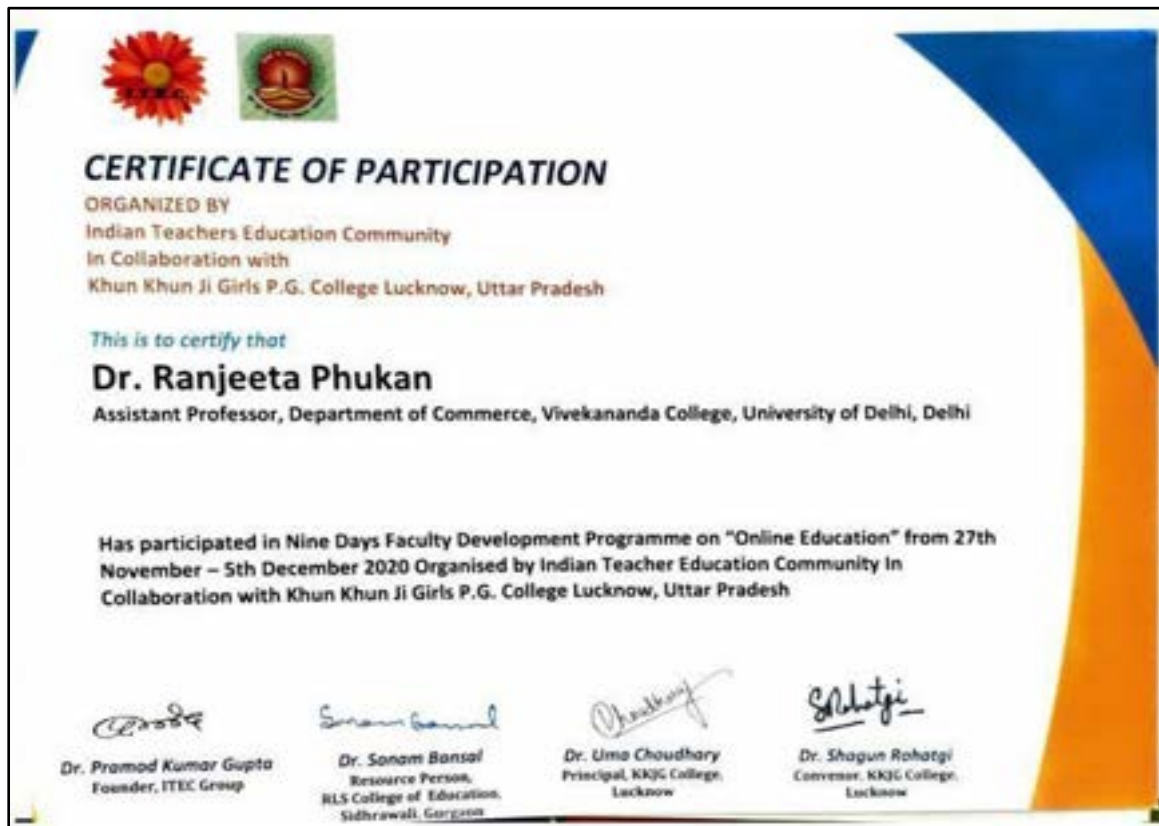 CERTIFICATE OF PARTICIPATION
ORGANIZED BY
Indian Teachers Education Community
In Collaboration with
Khun Khun Ji Girls P.G. College Lucknow, Uttar Pradesh
This is to certify that
Dr. Ranjeeta Phukan
Assistant Professor, Department of Commerce, Vivekananda College, University of Delhi, Delhi
Has participated in Nine Days Faculty Development Programme on "Online Education" from 27th
November – 5th December 2020 Organised by Indian Teacher Education Community In
Collaboration with Khun Khun Ji Girls P.G. College Lucknow, Uttar Pradesh
Sonam Bansal
Choudhary
SRohatgi
Dr. Pramod Kumar Gupta
Founder, ITEC Group
Dr. Sonam Bansal
Resource Person,
RLS College of Education,
Sidhrawali, Gurgaon
Dr. Uma Choudhary
Principal, KKJG College,
Lucknow
Dr. Shagun Rohatgi
Convenor, KKJG College,
Lucknow